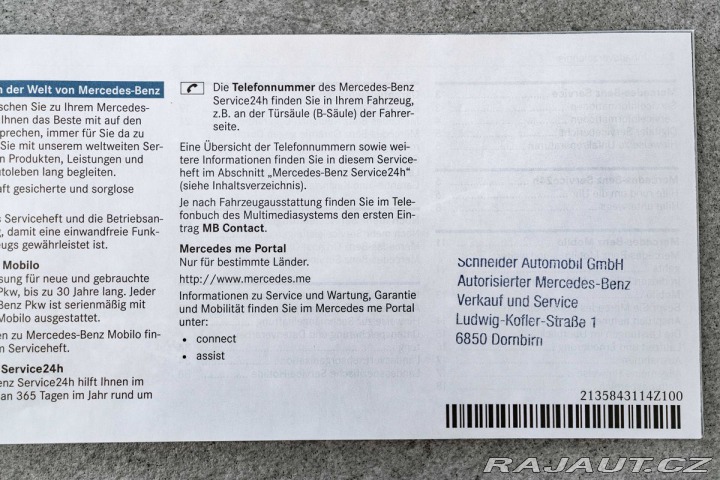 n der Welt von Mercedes-Benz
schen Sie zu Ihrem Mercedes-
Ihnen das Beste mit auf den
prechen, immer für Sie da zu
Sie mit unserem weltweiten Ser-
n Produkten, Leistungen und
utoleben lang begleiten.
aft gesicherte und sorglose
s Serviceheft und die Betriebsan-
g, damit eine einwandfreie Funk-
eugs gewährleistet ist.
Mobilo
sung für neue und gebrauchte
Pkw, bis zu 30 Jahre lang. Jeder
Benz Pkw ist serienmäßig mit
Mobilo ausgestattet.
en zu Mercedes-Benz Mobilo fin-
m Serviceheft.
Service24h
enz Service24h hilft Ihnen im
an 365 Tagen im Jahr rund um
Die Telefonnummer des Mercedes-Benz
Service24h finden Sie in Ihrem Fahrzeug,
z.B. an der Türsäule (B-Säule) der Fahrer-
seite.
Eine Übersicht der Telefonnummern sowie wei-
tere Informationen finden Sie in diesem Service-
heft im Abschnitt „Mercedes-Benz Service24h“
(siehe Inhaltsverzeichnis).
Je nach Fahrzeugausstattung finden Sie im Tele-
fonbuch des Multimediasystems den ersten Ein-
trag MB Contact.
Mercedes me Portal
Nur für bestimmte Länder.
http://www.mercedes.me
Informationen zu Service und Wartung, Garantie
und Mobilität finden Sie im Mercedes me Portal
unter:
• connect
• assist
Schneider Automobil GmbH
Autorisierter Mercedes-Benz
Verkauf und Service
Ludwig-Kofler-Straße 1
6850 Dornbirn
2135843114Z100
RAJAUT.CZ